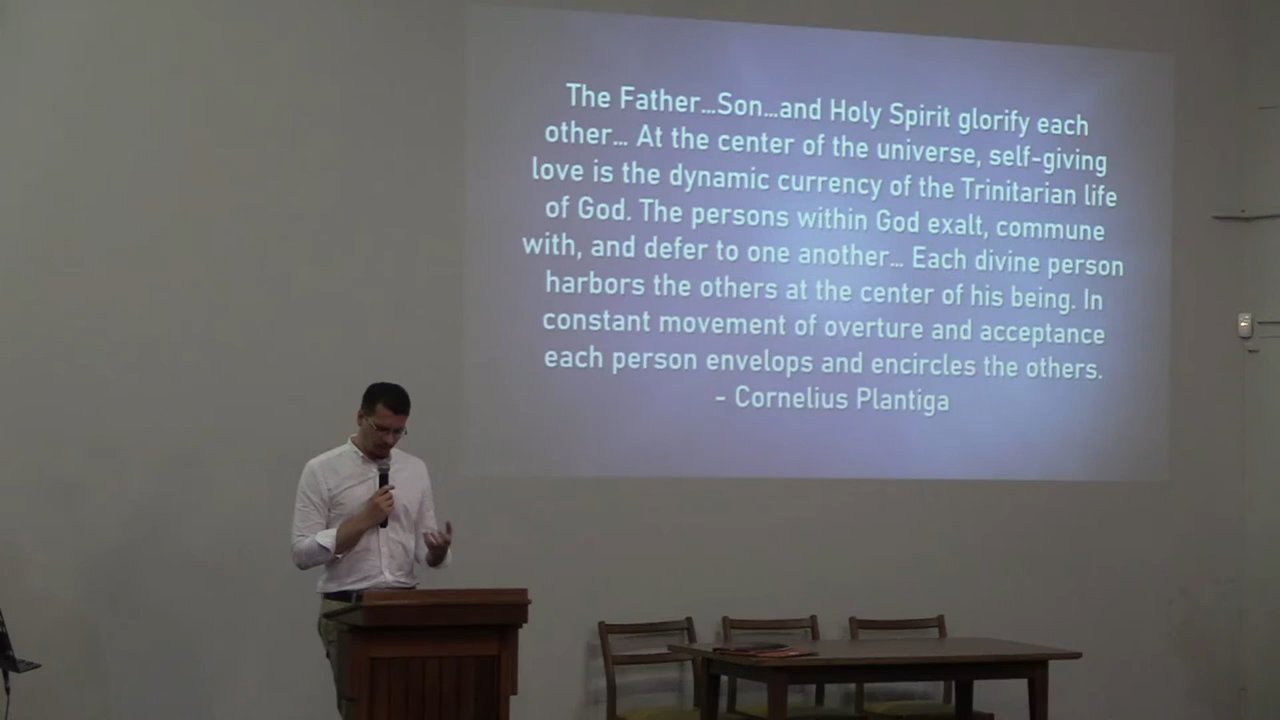 The Father...Son...and Holy Spirit glorify each
other... At the center of the universe, self-giving
love is the dynamic currency of the Trinitarian life
of God. The persons within God exalt, commune
with, and defer to one another... Each divine person
harbors the others at the center of his being. In
constant movement of overture and acceptance
each person envelops and encircles the others.
- Cornelius Plantiga